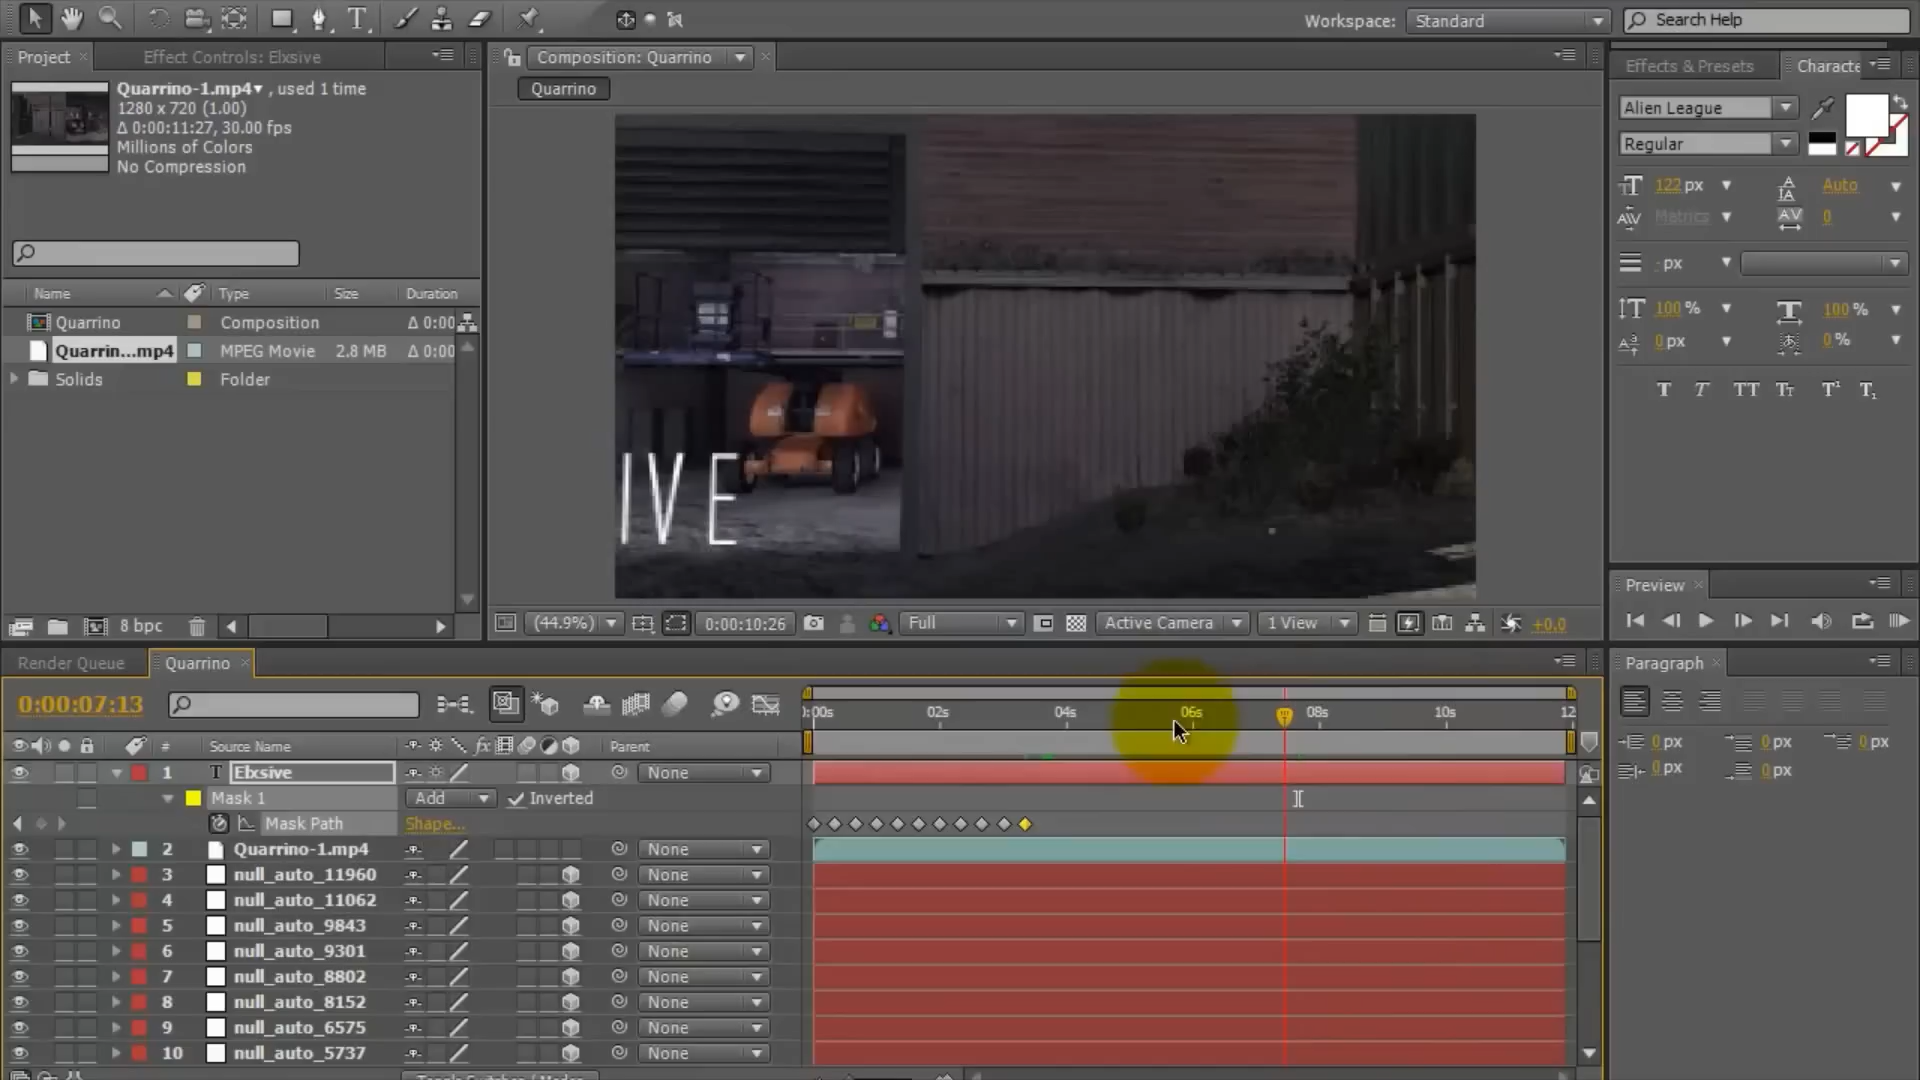 Workspace: Standard Search Help
Project Effect Controls: Elxsive
Composition: Quarrino
Quarrino
Quarrino-1.mp4 , used 1 time
1280 x 720 (1.00)
Δ 0:00:11:27, 30.00 fps
Millions of Colors
No Compression
Name Type Size Duration
Quarrino Composition Δ 0:00
Quarrin...mp4 MPEG Movie 2.8 MB Δ 0:00
Solids Folder
8 bpc
IVE
(44.9%) 0:00:10:26 Full Active Camera 1 View +0.0
Effects & Presets Characte
Alien League
Regular
122 px Auto
Metrics 0
- px
100 % 100 %
0 px 0 %
T T TT Tt T¹ T₁
Preview
Paragraph
0 px 0 px 0 px
0 px 0 px
Render Queue Quarrino
0:00:07:13
):00s 02s 04s 06s 08s 10s 12
# Source Name fx Parent
1 T Elxsive None
Mask 1 Add Inverted
Mask Path Shape...
2 Quarrino-1.mp4 None
3 null_auto_11960 None
4 null_auto_11062 None
5 null_auto_9843 None
6 null_auto_9301 None
7 null_auto_8802 None
8 null_auto_8152 None
9 null_auto_6575 None
10 null_auto_5737 None